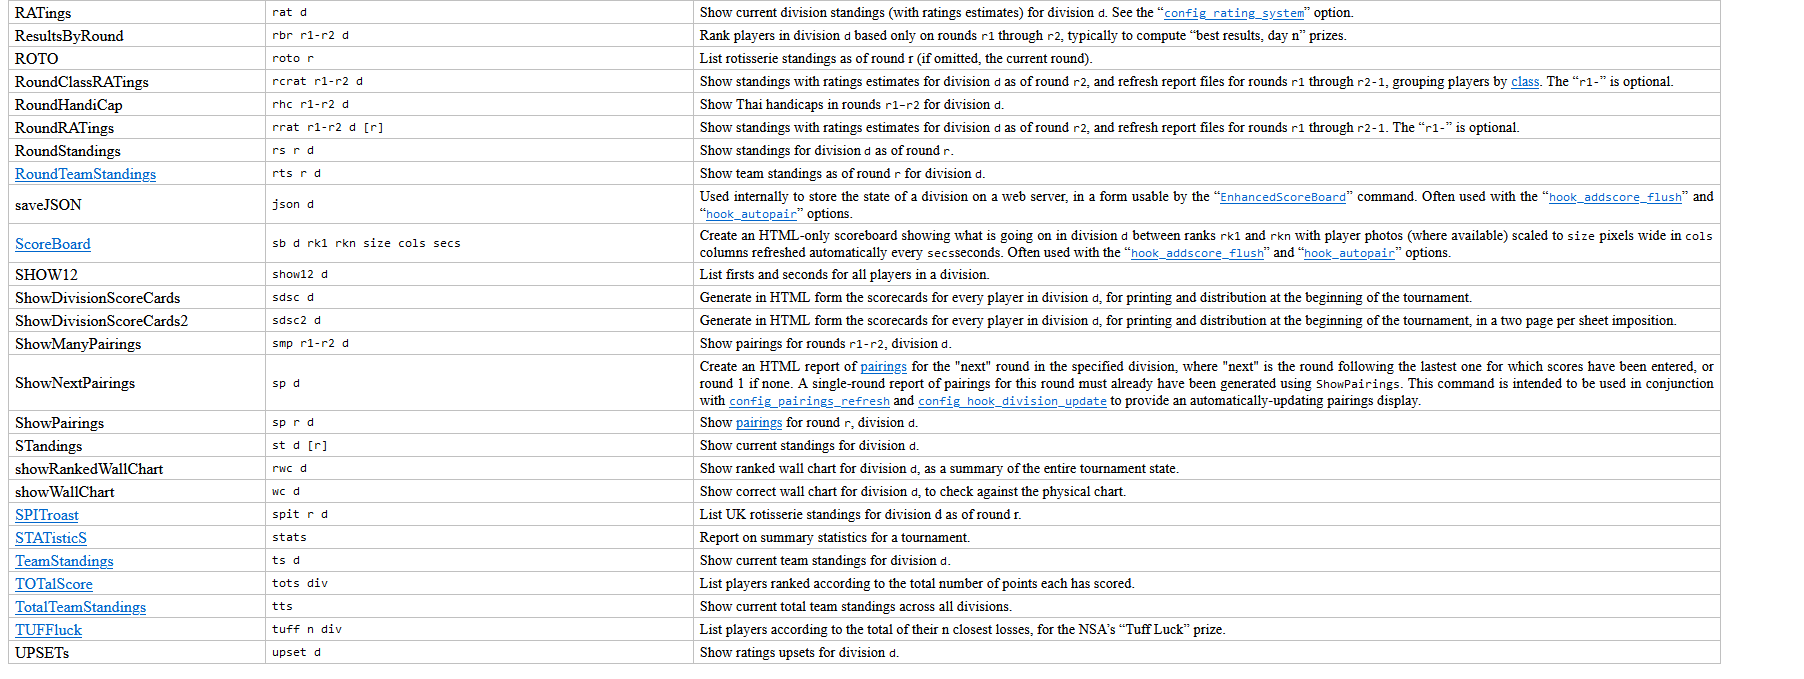 RATings rat d Show current division standings (with ratings estimates) for division d. See the “config rating_system” option.
ResultsByRound rbr r1-r2 d Rank players in division d based only on rounds r1 through r2, typically to compute “best results, day n” prizes.
ROTO roto r List rotisserie standings as of round r (if omitted, the current round).
RoundClassRATings rcrat r1-r2 d Show standings with ratings estimates for division d as of round r2, and refresh report files for rounds r1 through r2-1, grouping players by class. The “r1-” is optional.
RoundHandiCap rhc r1-r2 d Show Thai handicaps in rounds r1-r2 for division d.
RoundRATings rrat r1-r2 d [r] Show standings with ratings estimates for division d as of round r2, and refresh report files for rounds r1 through r2-1. The “r1-” is optional.
RoundStandings rs r d Show standings for division d as of round r.
RoundTeamStandings rts r d Show team standings as of round r for division d.
saveJSON json d Used internally to store the state of a division on a web server, in a form usable by the “EnhancedScoreBoard” command. Often used with the “hook_addscore_flush” and
“hook_autopair” options.
ScoreBoard sb d rk1 rkn size cols secs Create an HTML-only scoreboard showing what is going on in division d between ranks rk1 and rkn with player photos (where available) scaled to size pixels wide in cols
columns refreshed automatically every secsseconds. Often used with the “hook_addscore_flush” and “hook_autopair” options.
SHOW12 show12 d List firsts and seconds for all players in a division.
ShowDivisionScoreCards sdsc d Generate in HTML form the scorecards for every player in division d, for printing and distribution at the beginning of the tournament.
ShowDivisionScoreCards2 sdsc2 d Generate in HTML form the scorecards for every player in division d, for printing and distribution at the beginning of the tournament, in a two page per sheet imposition.
ShowManyPairings smp r1-r2 d Show pairings for rounds r1-r2, division d.
ShowNextPairings sp d Create an HTML report of pairings for the "next" round in the specified division, where "next" is the round following the lastest one for which scores have been entered, or
round 1 if none. A single-round report of pairings for this round must already have been generated using ShowPairings. This command is intended to be used in conjunction
with config_pairings_refresh and config hook_division_update to provide an automatically-updating pairings display.
ShowPairings sp r d Show pairings for round r, division d.
STandings st d [r] Show current standings for division d.
showRankedWallChart rwc d Show ranked wall chart for division d, as a summary of the entire tournament state.
showWallChart wc d Show correct wall chart for division d, to check against the physical chart.
SPITroast spit r d List UK rotisserie standings for division d as of round r.
STATisticS stats Report on summary statistics for a tournament.
TeamStandings ts d Show current team standings for division d.
TOTalScore tots div List players ranked according to the total number of points each has scored.
TotalTeamStandings tts Show current total team standings across all divisions.
TUFFluck tuff n div List players according to the total of their n closest losses, for the NSA’s “Tuff Luck” prize.
UPSETs upset d Show ratings upsets for division d.